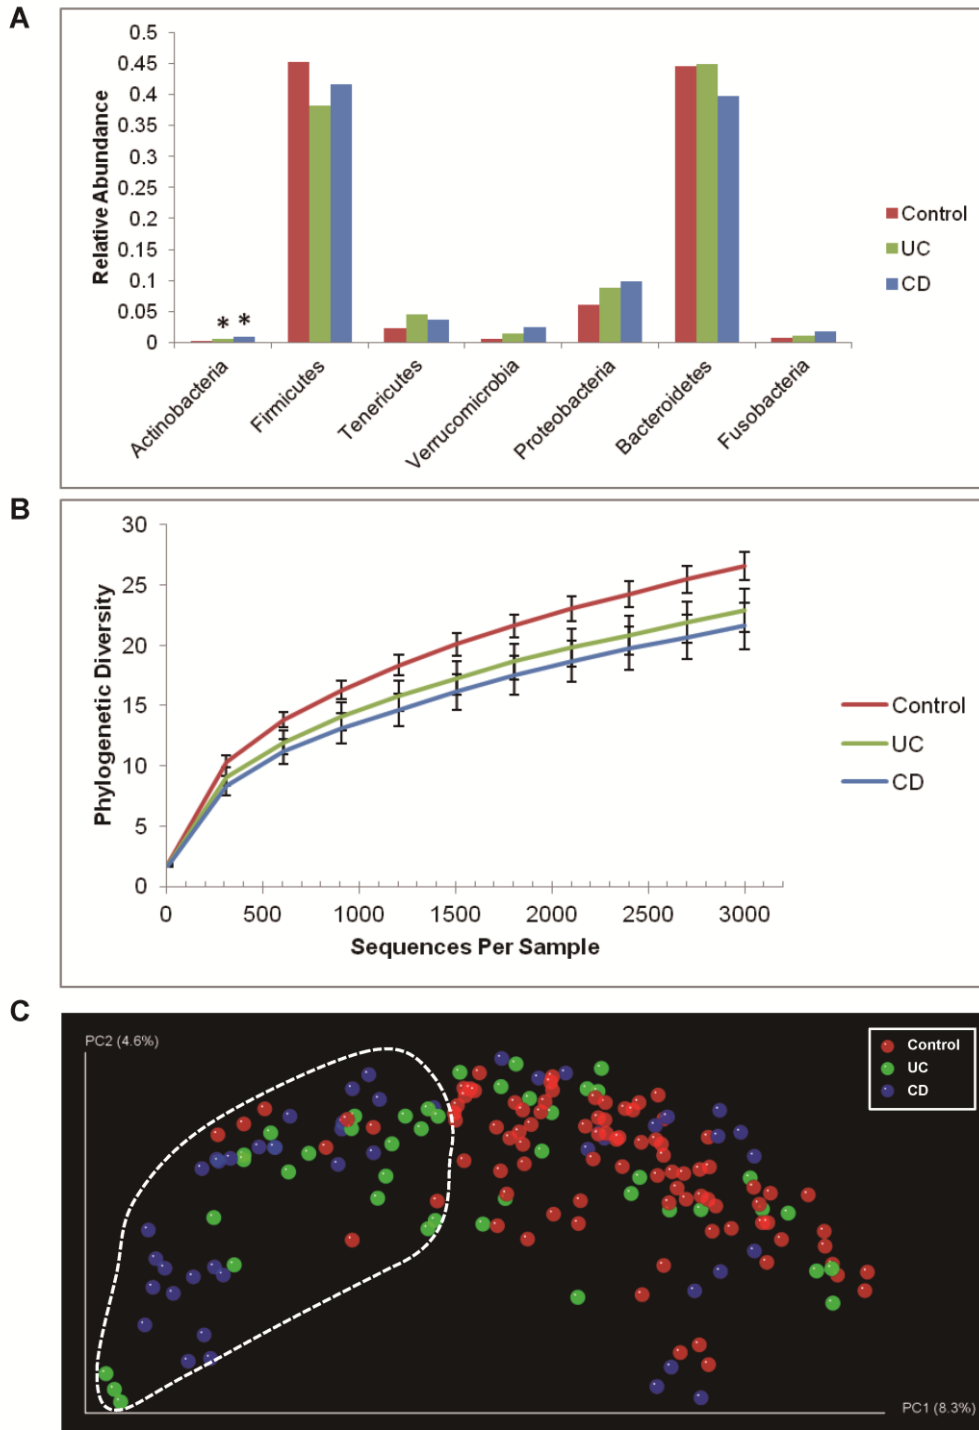 A
0.5
0.45
0.4
0.35
0.3
0.25
0.2
0.15
0.1
0.05
0
Relative Abundance
* *
Actinobacteria
Firmicutes
Tenericutes
Verrucomicrobia
Proteobacteria
Bacteroidetes
Fusobacteria
Control
UC
CD
B
30
25
20
15
10
5
0
Phylogenetic Diversity
0 500 1000 1500 2000 2500 3000
Sequences Per Sample
Control
UC
CD
C
PC2 (4.6%)
Control
UC
CD
PC1 (8.3%)